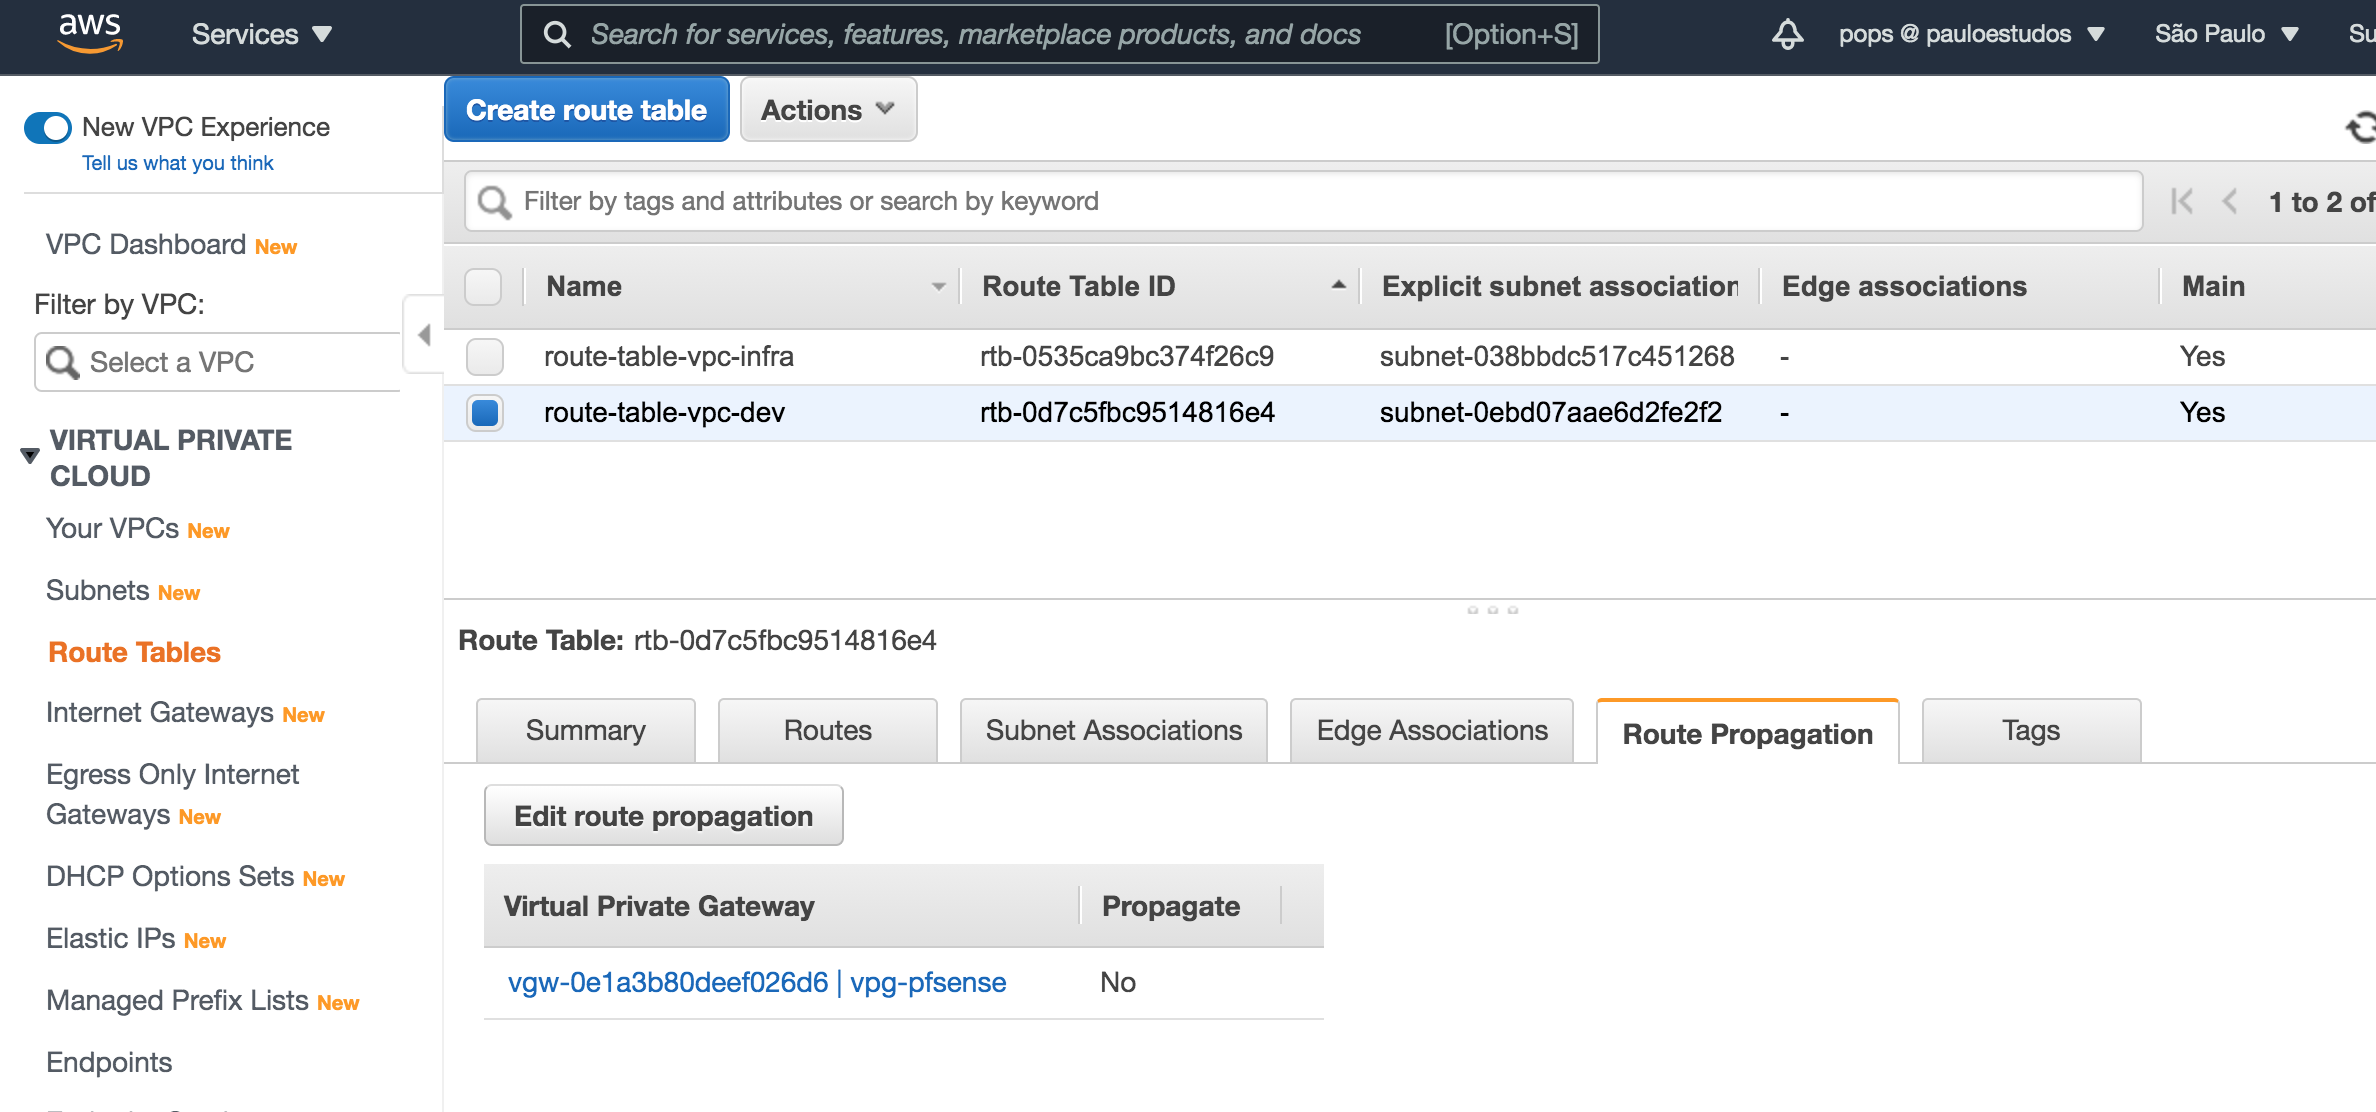 aws
Services
Search for services, features, marketplace products, and docs
[Option+S]
pops @ pauloestudos
São Paulo
Su
New VPC Experience
Tell us what you think
VPC Dashboard New
Filter by VPC:
Select a VPC
VIRTUAL PRIVATE
CLOUD
Your VPCs New
Subnets New
Route Tables
Internet Gateways New
Egress Only Internet
Gateways New
DHCP Options Sets New
Elastic IPs New
Managed Prefix Lists New
Endpoints
Create route table
Actions
Filter by tags and attributes or search by keyword
1 to 2 of
Name
Route Table ID
Explicit subnet association
Edge associations
Main
route-table-vpc-infra
rtb-0535ca9bc374f26c9
subnet-038bbdc517c451268
-
Yes
route-table-vpc-dev
rtb-0d7c5fbc9514816e4
subnet-0ebd07aae6d2fe2f2
-
Yes
Route Table: rtb-0d7c5fbc9514816e4
Summary
Routes
Subnet Associations
Edge Associations
Route Propagation
Tags
Edit route propagation
Virtual Private Gateway
Propagate
vgw-0e1a3b80deef026d6 | vpg-pfsense
No